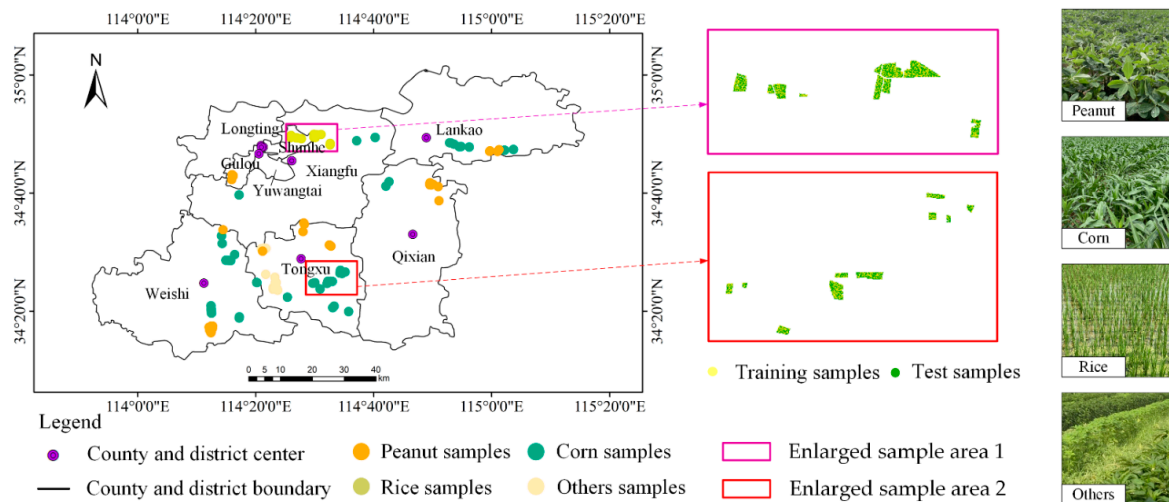 114°0'0"E 114°20'0"E 114°40'0"E 115°0'0"E 115°20'0"E
35°0'0"N
34°40'0"N
34°20'0"N
N
Longting
Shunhe
Lankao
Gulou
Xiangfu
Yuwangtai
Qixian
Tongxu
Weishi
0 5 10 20 30 40
km
35°0'0"N
34°40'0"N
34°20'0"N
114°0'0"E 114°20'0"E 114°40'0"E 115°0'0"E 115°20'0"E
Training samples Test samples
Peanut
Corn
Rice
Others
Legend
County and district center Peanut samples Corn samples Enlarged sample area 1
County and district boundary Rice samples Others samples Enlarged sample area 2